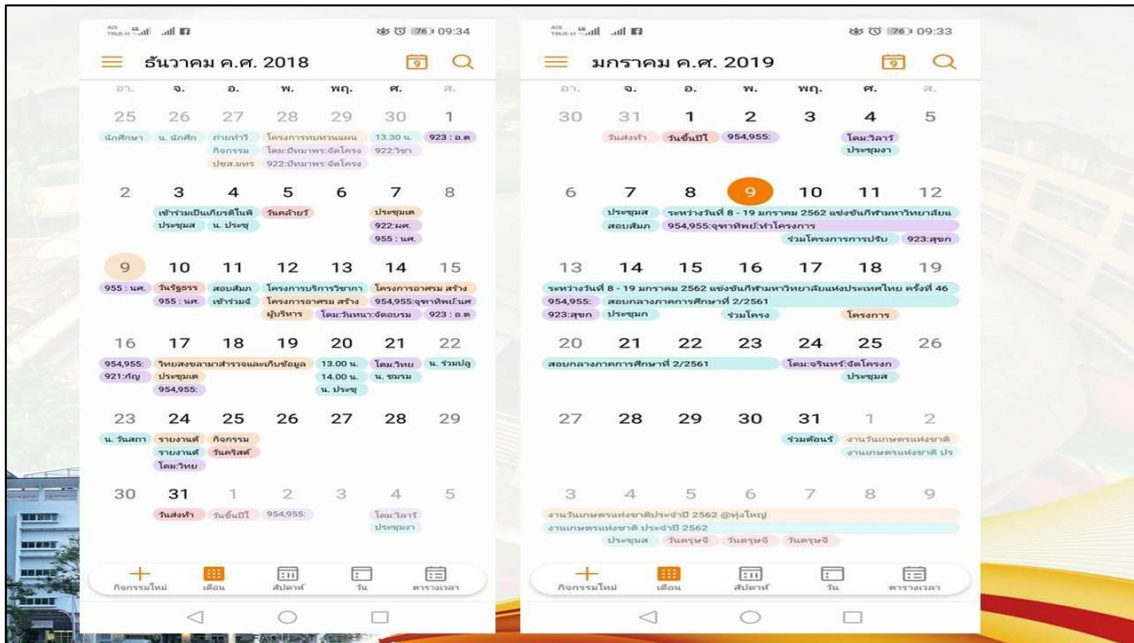 AIS
TRUE-H
76 09:34
ธันวาคม ค.ศ. 2018
9
อา. จ. อ. พ. พฤ. ศ. ส.
25 26 27 28 29 30 1
นักศึกษา น. นักศึก ถ่ายทำวี โครงการทบทวนแผน 13.30 น. 923 : อ.ต
กิจกรรม โดม:ปัทมาพร:จัดโครง 922:วิชา
ปชส.มทร 922:ปัทมาพร:จัดโครง
2 3 4 5 6 7 8
เข้าร่วมเป็นเกียรติในพิ วันคล้ายวั ประชุมเต
ประชุมส น. ประชุ 922:ผศ.
955 : นศ.
9 10 11 12 13 14 15
955 : นศ. วันรัฐธรร สอบสัมภ โครงการบริการวิชากา โครงการอาศรม สร้าง
955 : นศ. เข้าร่วมจั โครงการอาศรม สร้าง 954,955:จุฑาทิพย์:นศ
ผู้บริหาร โดม:วันทนา:จัดอบรม 923 : อ.ต
16 17 18 19 20 21 22
954,955: วิทยสงขลามาสำรวจและเก็บข้อมูล 13.00 น. โดม:วิทย น. ร่วมปลู
921:กัญ ประชุมเต 14.00 น. น. ชมรม
954,955: น. ประชุ
23 24 25 26 27 28 29
น. วันสถา รายงานตั กิจกรรม
รายงานตั วันคริสต์
โดม:วิทย
30 31 1 2 3 4 5
วันส่งท้า วันขึ้นปีใ 954,955: โดม:วิลาวั
ประชุมงา
กิจกรรมใหม่ เดือน สัปดาห์ วัน ตารางเวลา
AIS
TRUE-H
76 09:33
มกราคม ค.ศ. 2019
9
อา. จ. อ. พ. พฤ. ศ. ส.
30 31 1 2 3 4 5
วันส่งท้า วันขึ้นปีใ 954,955: โดม:วิลาวั
ประชุมงา
6 7 8 9 10 11 12
ประชุมส ระหว่างวันที่ 8 - 19 มกราคม 2562 แข่งขันกีฬามหาวิทยาลัยแ
สอบสัมภ 954,955:จุฑาทิพย์:ทำโครงการ
ร่วมโครงการการปรับ 923:สุขก
13 14 15 16 17 18 19
ระหว่างวันที่ 8 - 19 มกราคม 2562 แข่งขันกีฬามหาวิทยาลัยแห่งประเทศไทย ครั้งที่ 46
954,955: สอบกลางภาคการศึกษาที่ 2/2561
923:สุขก ประชุมก ร่วมโครง โครงการ
20 21 22 23 24 25 26
สอบกลางภาคการศึกษาที่ 2/2561 โดม:จรินทร์:จัดโครงก
ประชุมส
27 28 29 30 31 1 2
ร่วมต้อนรั งานวันเกษตรแห่งชาติ
งานเกษตรแห่งชาติ ปร
3 4 5 6 7 8 9
งานวันเกษตรแห่งชาติประจำปี 2562 @ทุ่งใหญ่
งานเกษตรแห่งชาติ ประจำปี 2562
ประชุมส วันตรุษจี วันตรุษจี วันตรุษจี
กิจกรรมใหม่ เดือน สัปดาห์ วัน ตารางเวลา